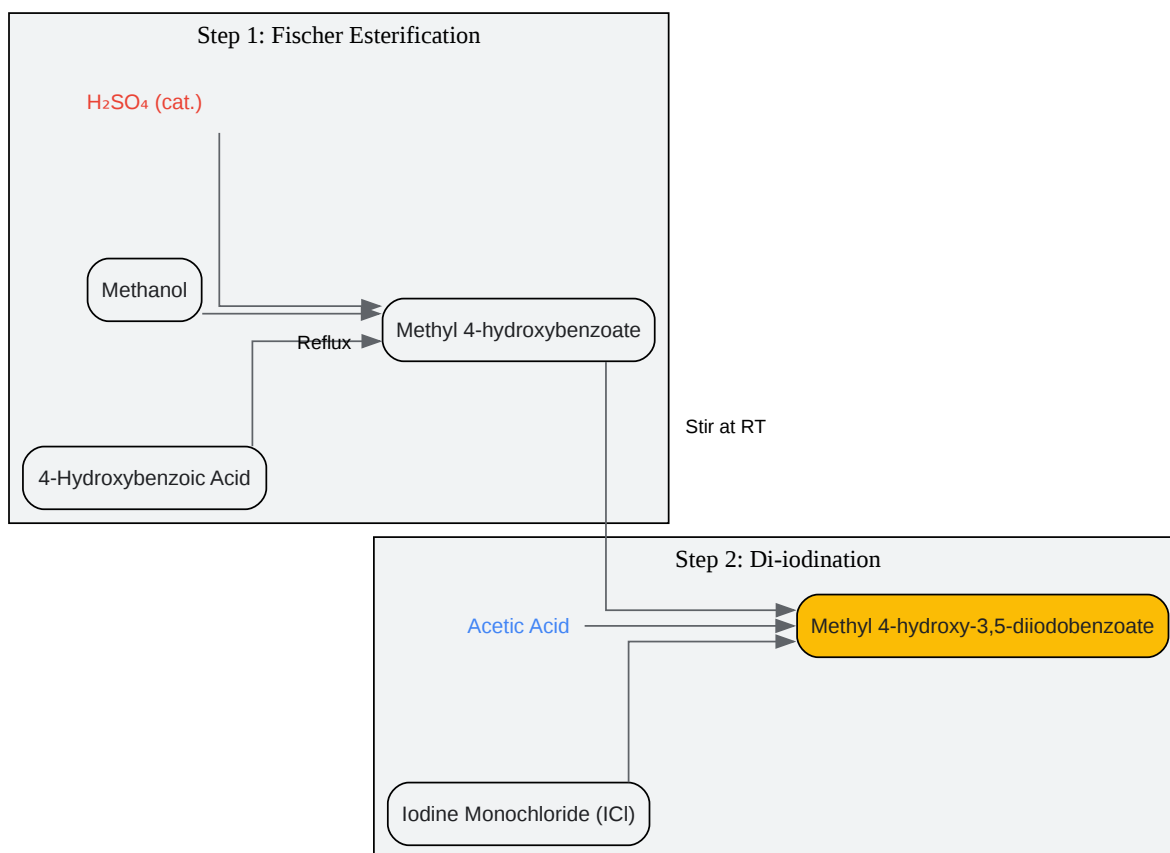 Step 1: Fischer Esterification
H₂SO₄ (cat.)
Methanol
Methyl 4-hydroxybenzoate
Reflux
Stir at RT
4-Hydroxybenzoic Acid
Step 2: Di-iodination
Acetic Acid
Methyl 4-hydroxy-3,5-diiodobenzoate
Iodine Monochloride (ICl)